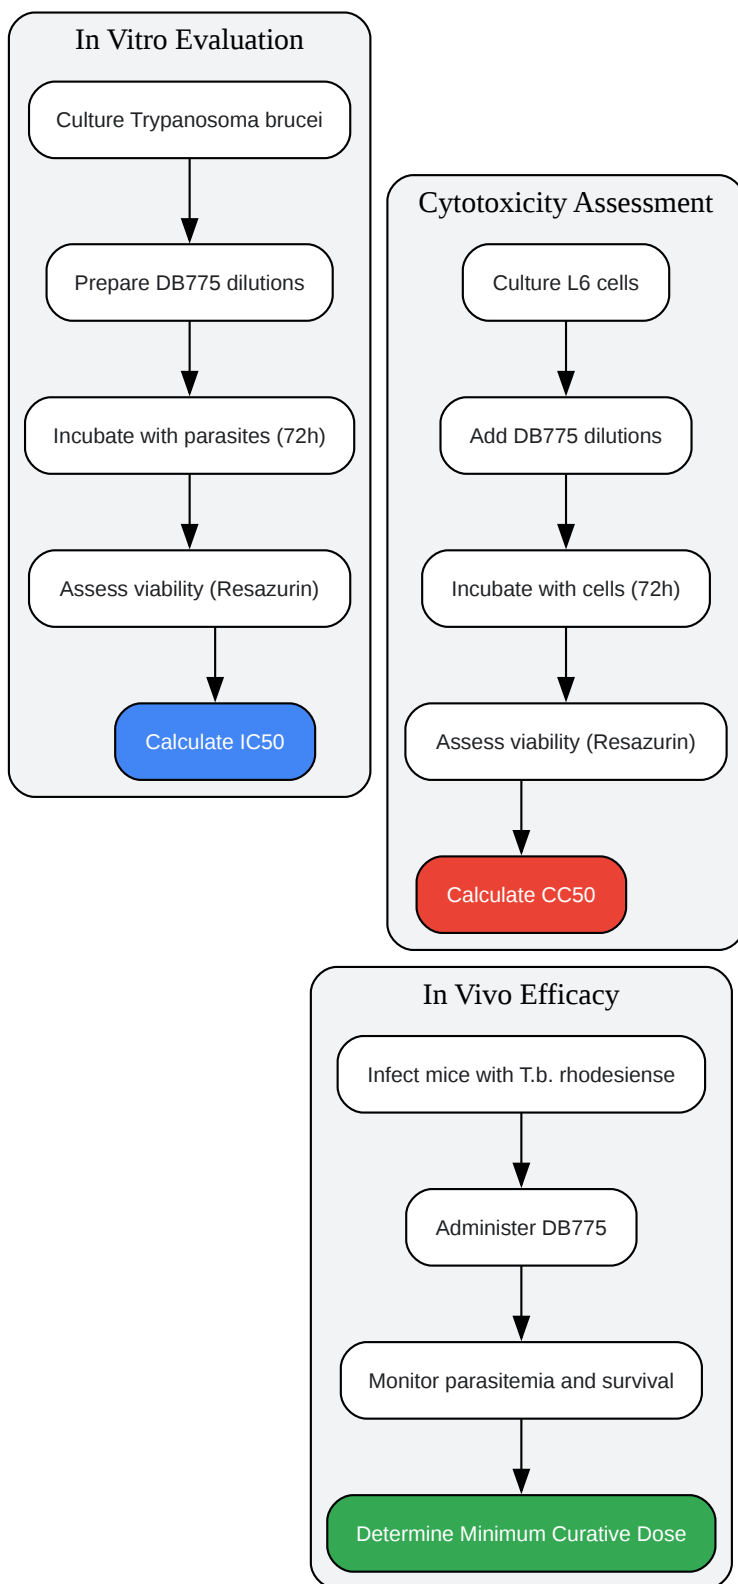 In Vitro Evaluation
Culture Trypanosoma brucei
Prepare DB775 dilutions
Incubate with parasites (72h)
Assess viability (Resazurin)
Calculate IC50
Cytotoxicity Assessment
Culture L6 cells
Add DB775 dilutions
Incubate with cells (72h)
Assess viability (Resazurin)
Calculate CC50
In Vivo Efficacy
Infect mice with T.b. rhodesiense
Administer DB775
Monitor parasitemia and survival
Determine Minimum Curative Dose